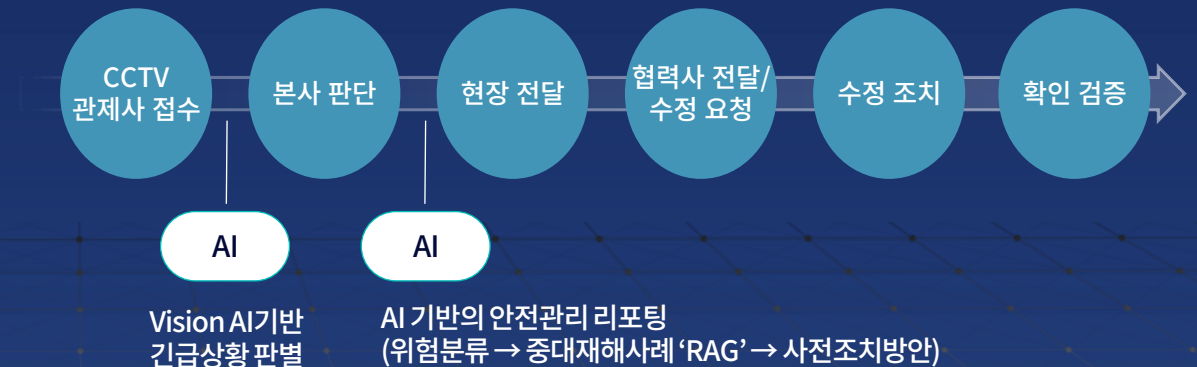 CCTV
관제사 접수
본사 판단
현장 전달
협력사 전달/
수정 요청
수정 조치
확인 검증
AI
AI
Vision AI기반
긴급상황 판별
AI 기반의 안전관리 리포팅
(위험분류 → 중대재해사례 ‘RAG’ → 사전조치방안)